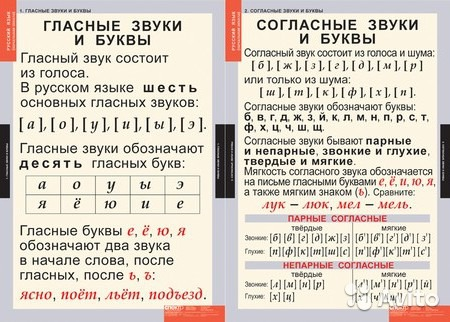 РУССКИЙ ЯЗЫК
1. ГЛАСНЫЕ ЗВУКИ И БУКВЫ
ГЛАСНЫЕ ЗВУКИ
И БУКВЫ
Гласный звук состоит
из голоса.
В русском языке шесть
основных гласных звуков:
[а], [о], [у], [и], [ы], [э].
Гласные звуки обозначают
десять гласных букв:
а о у ы э
я ё ю и е
Гласные буквы е, ё, ю, я
обозначают два звука
в начале слова, после
гласных, после ъ, ь:
ясно, поёт, льёт, подъезд.
РУССКИЙ ЯЗЫК
2. СОГЛАСНЫЕ ЗВУКИ И БУКВЫ
СОГЛАСНЫЕ ЗВУКИ
И БУКВЫ
Согласный звук состоит из голоса и шума:
[б], [в], [г], [з], [г], [д], [м], [р]
или только из шума:
[ш], [т], [к], [ф], [х], [п].
Согласные звуки обозначают буквы:
б, в, г, д, ж, з, й, к, л, м, н, п, р, с, т,
ф, х, ц, ч, ш, щ.
Согласные звуки бывают парные
и непарные, звонкие и глухие,
твердые и мягкие.
Мягкость согласного звука обозначается
на письме гласными буквами е, ё, и, ю, я,
а также мягким знаком (ь). Сравните:
лук – люк, мел – мель.
ПАРНЫЕ СОГЛАСНЫЕ
твёрдые мягкие
Звонкие:
Глухие:
НЕПАРНЫЕ СОГЛАСНЫЕ
твёрдые мягкие
Звонкие: [л][м][н][р]
Глухие: [х][ц]
Avito